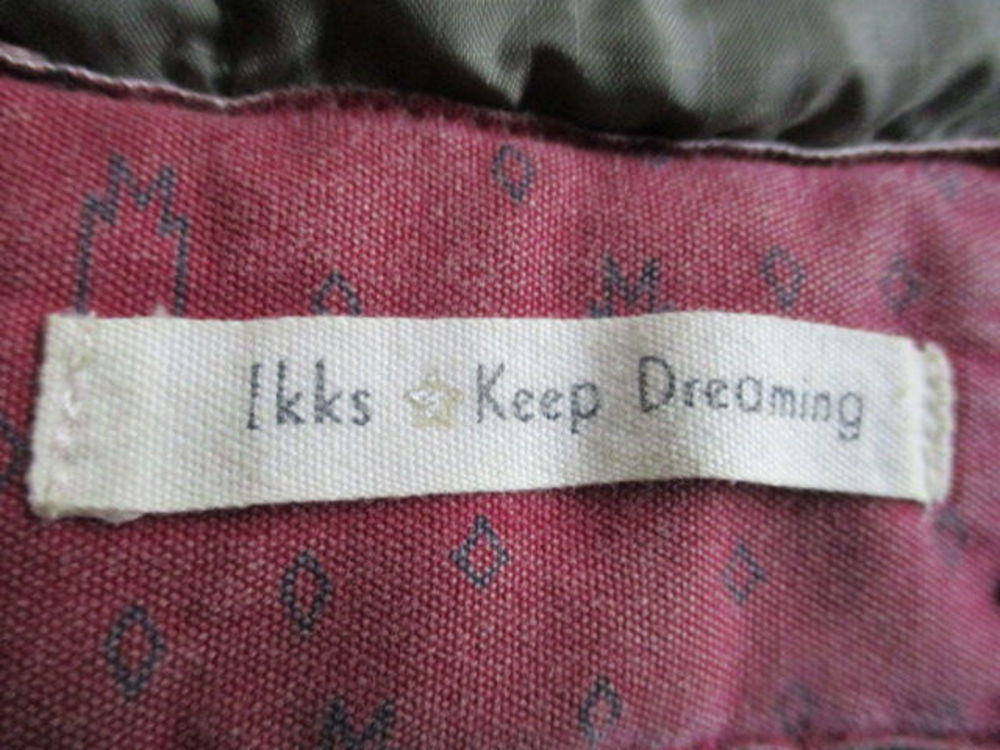 Ikks ☆ Keep Dreaming